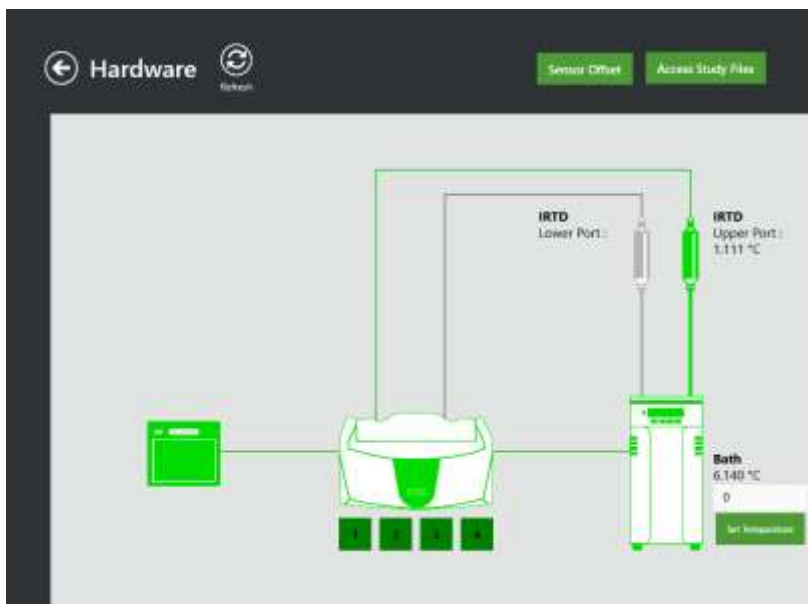 Hardware
Refresh
Sensor Offset
Access Study Files
IRTD
Lower Port :
IRTD
Upper Port :
1.111 °C
Bath
6.140 °C
0
Set Temperature
1 2 3 4